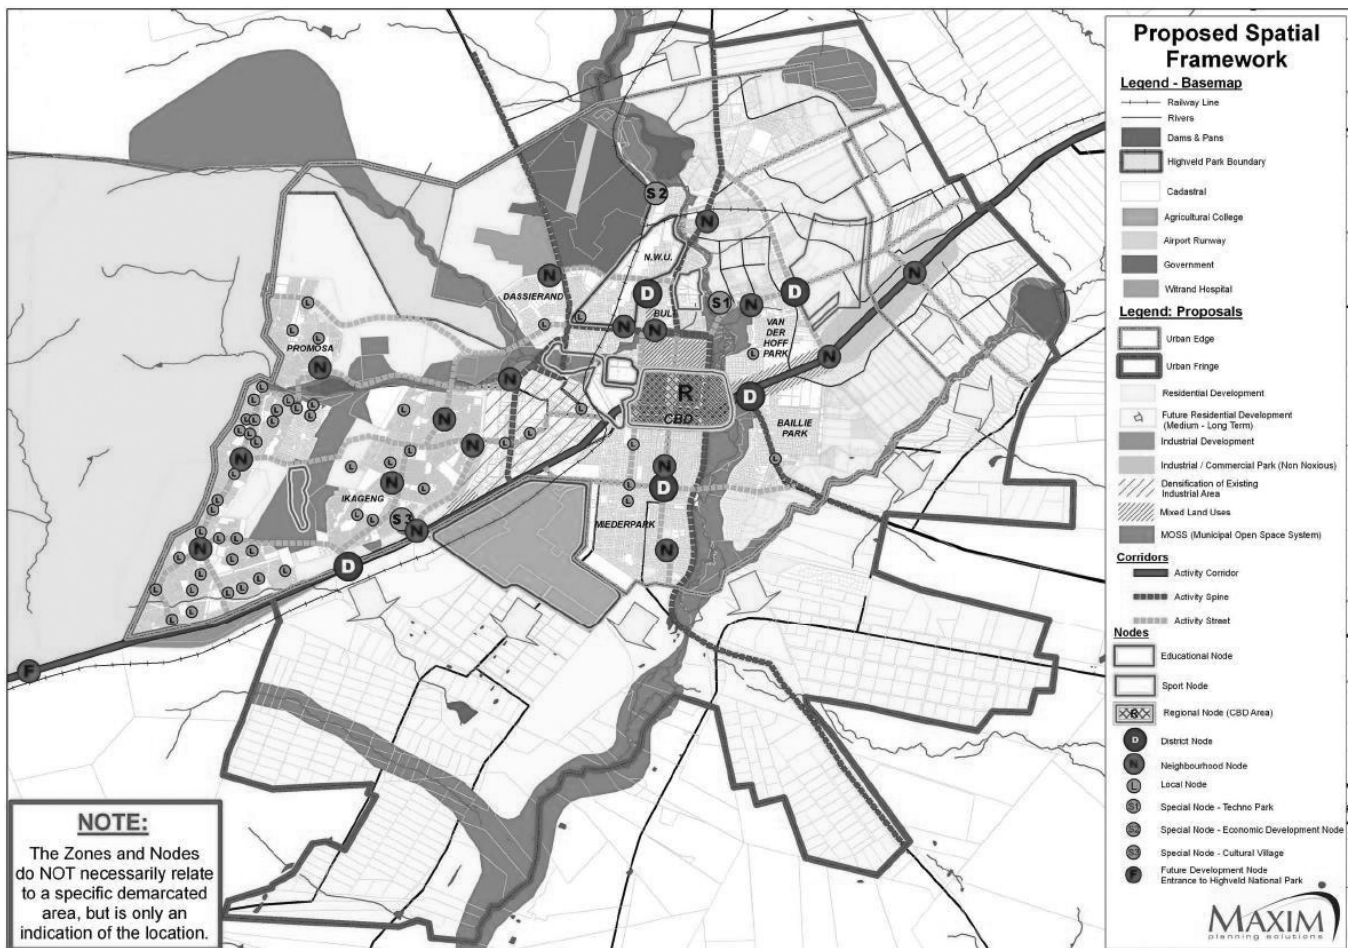 Proposed Spatial
Framework
Legend - Basemap
Railway Line
Rivers
Dams & Pans
Highveld Park Boundary
Cadastral
Agricultural College
Airport Runway
Government
Witrand Hospital
Legend: Proposals
Urban Edge
Urban Fringe
Residential Development
Future Residential Development
(Medium - Long Term)
Industrial Development
Industrial / Commercial Park (Non Noxious)
Densification of Existing
Industrial Area
Mixed Land Uses
MOSS (Municipal Open Space System)
Corridors
Activity Corridor
Activity Spine
Activity Street
Nodes
Educational Node
Sport Node
R Regional Node (CBD Area)
D District Node
N Neighbourhood Node
L Local Node
S1 Special Node - Techno Park
S2 Special Node - Economic Development Node
S3 Special Node - Cultural Village
F Future Development Node
Entrance to Highveld National Park
MAXIM
planning solutions
S2
N
N.W.U.
N
DASSIERAND
D
S1
N
D
N
BULT
N
N
VAN
DER
HOFF
PARK
N
PROMOSA
N
N
R
CBD
D
BAILLIE
PARK
N
N
N
N
IKAGENG
N
D
S3
N
MIEDERPARK
N
N
D
F
NOTE:
The Zones and Nodes
do NOT necessarily relate
to a specific demarcated
area, but is only an
indication of the location.